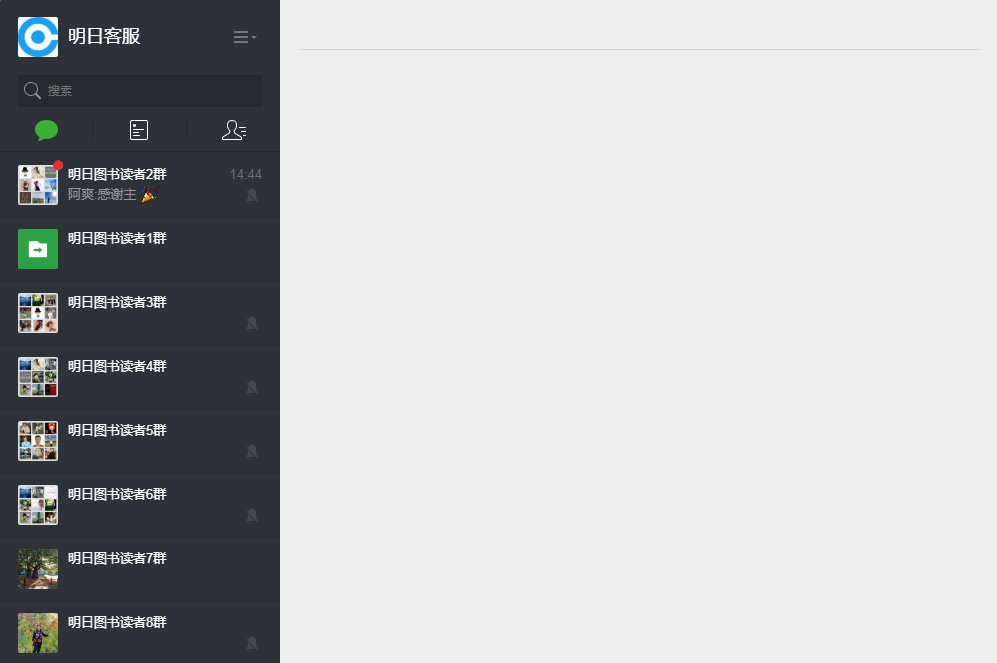 明日客服
搜索
明日图书读者2群 14:44
阿爽:感谢主 🎉
明日图书读者1群
明日图书读者3群
明日图书读者4群
明日图书读者5群
明日图书读者6群
明日图书读者7群
明日图书读者8群